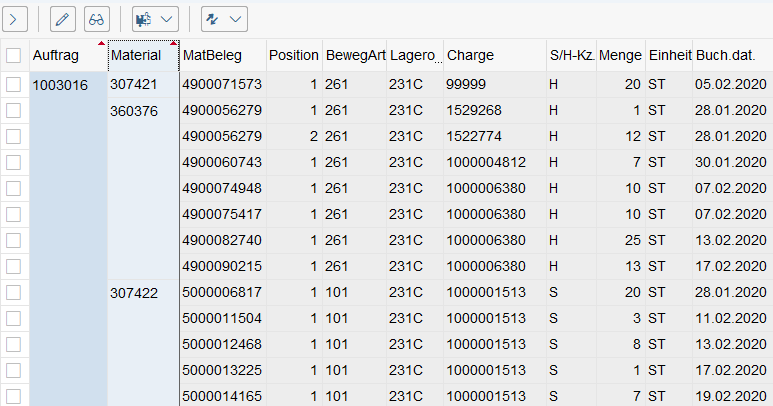 Auftrag Material MatBeleg Position BewegArt Lagero... Charge S/H-Kz. Menge Einheit Buch.dat.
1003016 307421 4900071573 1 261 231C 99999 H 20 ST 05.02.2020
360376 4900056279 1 261 231C 1529268 H 1 ST 28.01.2020
4900056279 2 261 231C 1522774 H 12 ST 28.01.2020
4900060743 1 261 231C 1000004812 H 7 ST 30.01.2020
4900074948 1 261 231C 1000006380 H 10 ST 07.02.2020
4900075417 1 261 231C 1000006380 H 10 ST 07.02.2020
4900082740 1 261 231C 1000006380 H 25 ST 13.02.2020
4900090215 1 261 231C 1000006380 H 13 ST 17.02.2020
307422 5000006817 1 101 231C 1000001513 S 20 ST 28.01.2020
5000011504 1 101 231C 1000001513 S 3 ST 11.02.2020
5000012468 1 101 231C 1000001513 S 8 ST 13.02.2020
5000013225 1 101 231C 1000001513 S 1 ST 17.02.2020
5000014165 1 101 231C 1000001513 S 7 ST 19.02.2020